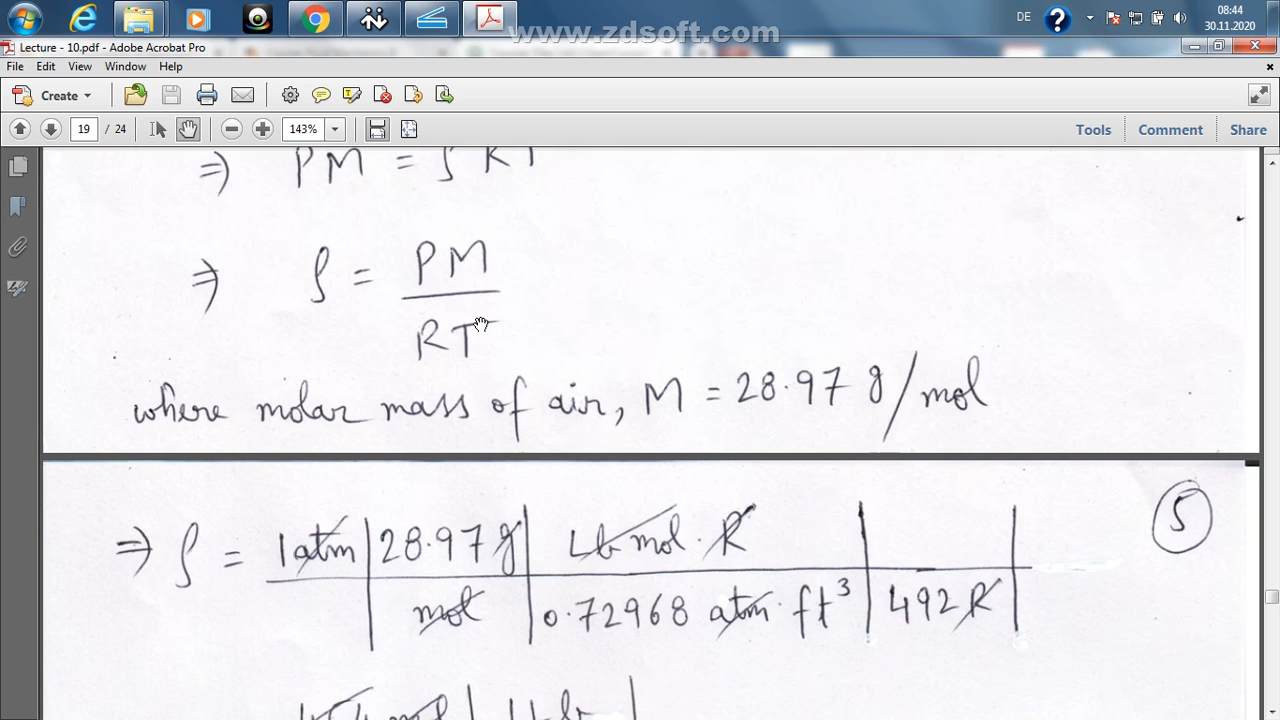 www.zdsoft.com
DE
08:44
30.11.2020
Lecture - 10.pdf - Adobe Acrobat Pro
File Edit View Window Help
Create
19 / 24 143% Tools Comment Share
⇒ PM = ρRT
⇒ ρ = PM
RT
where molar mass of air, M = 28.97 g/mol
5
⇒ ρ = 1 atm | 28.97 g | Lb mol · R | |
mol | 0.72968 atm · ft³ | 492 R |